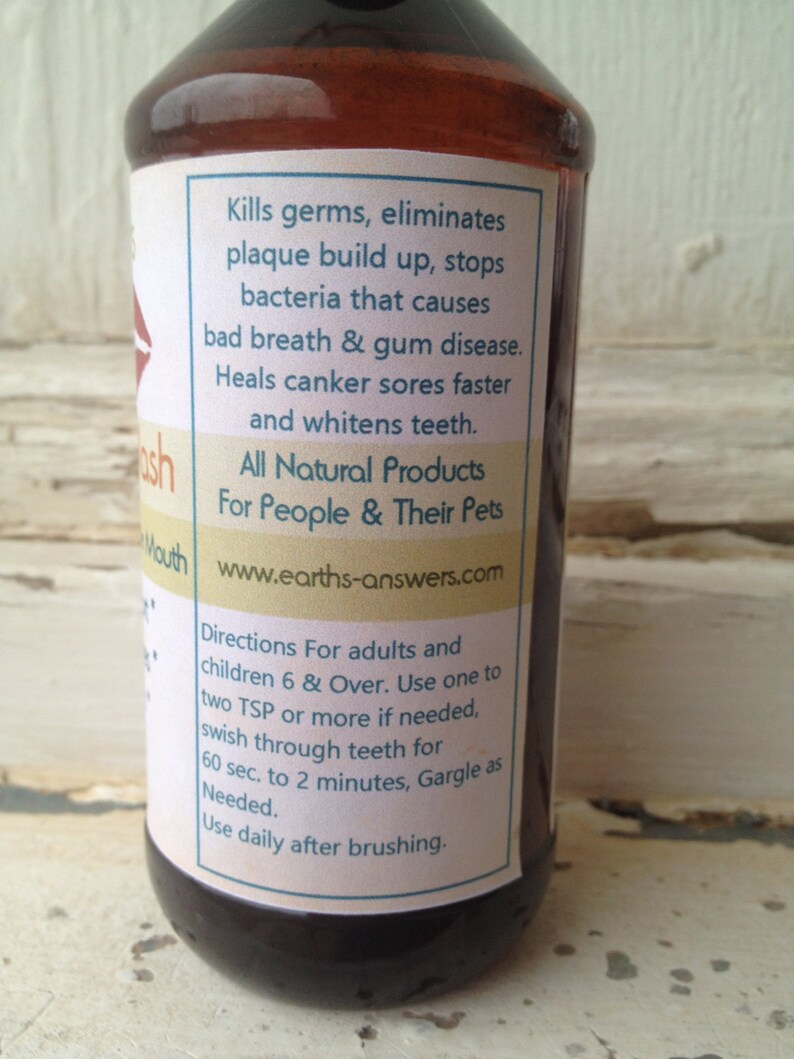 Kills germs, eliminates
plaque build up, stops
bacteria that causes
bad breath & gum disease.
Heals canker sores faster
and whitens teeth.
All Natural Products
For People & Their Pets
www.earths-answers.com
Directions For adults and
children 6 & Over. Use one to
two TSP or more if needed,
swish through teeth for
60 sec. to 2 minutes, Gargle as
Needed.
Use daily after brushing.
ash
Mouth